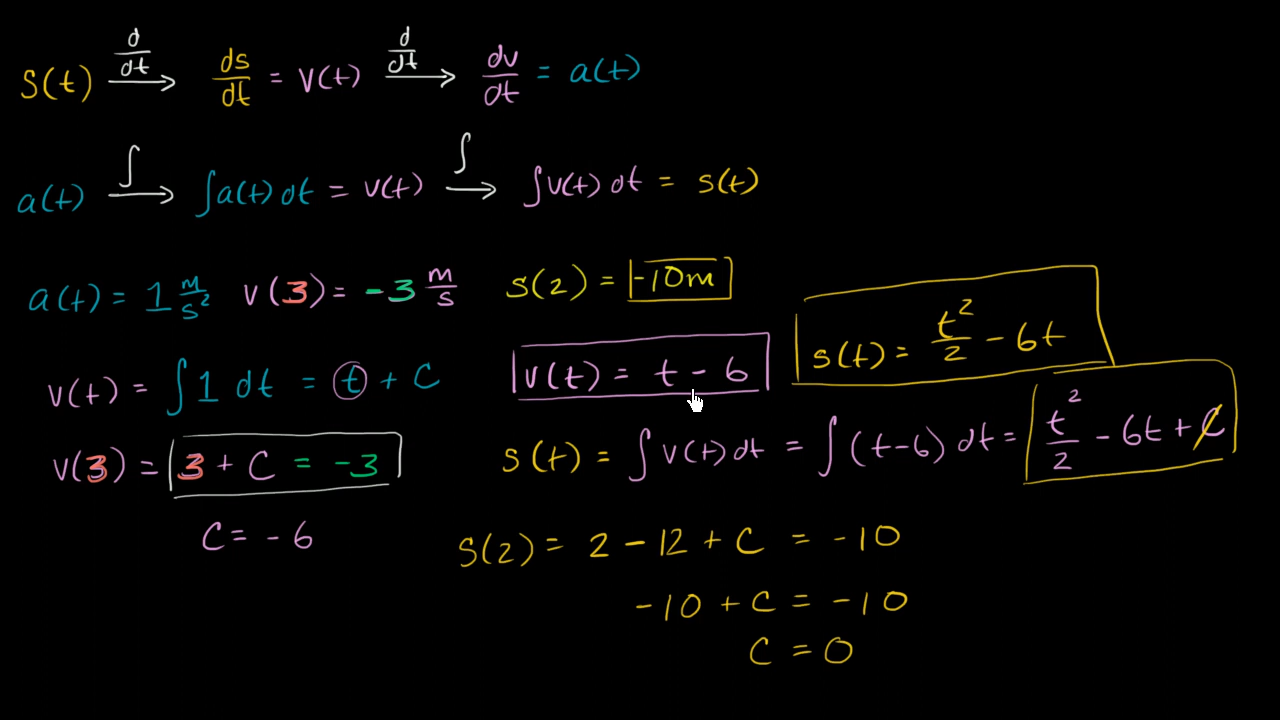 S(t) d/dt → ds/dt = v(t) d/dt → dv/dt = a(t)
a(t) ∫ → ∫a(t) dt = v(t) ∫ → ∫v(t) dt = s(t)
a(t) = 1 m/s² v(3) = -3 m/s s(2) = -10m
s(t) = t²/2 - 6t
v(t) = ∫ 1 dt = t + C v(t) = t - 6
v(3) = 3 + C = -3 s(t) = ∫ v(t) dt = ∫ (t-6) dt = t²/2 - 6t + C
C = - 6 S(2) = 2 - 12 + C = -10
-10 + C = -10
C = 0